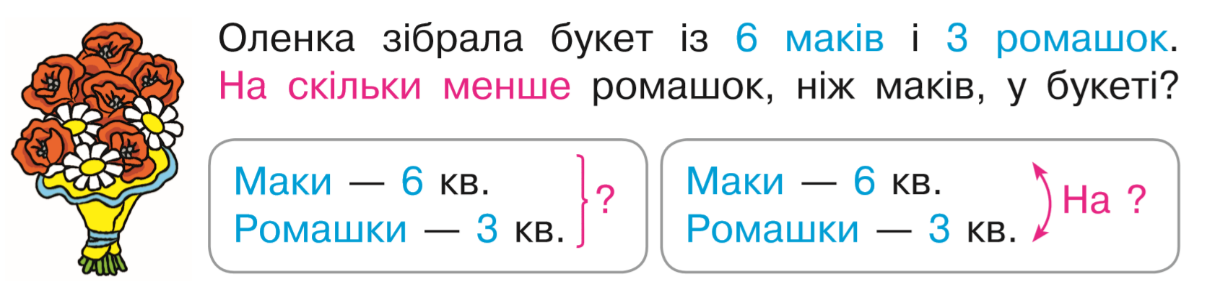 Оленка зібрала букет із 6 маків і 3 ромашок.
На скільки менше ромашок, ніж маків, у букеті?
Маки — 6 кв.
Ромашки — 3 кв.
?
Маки — 6 кв.
Ромашки — 3 кв.
На ?